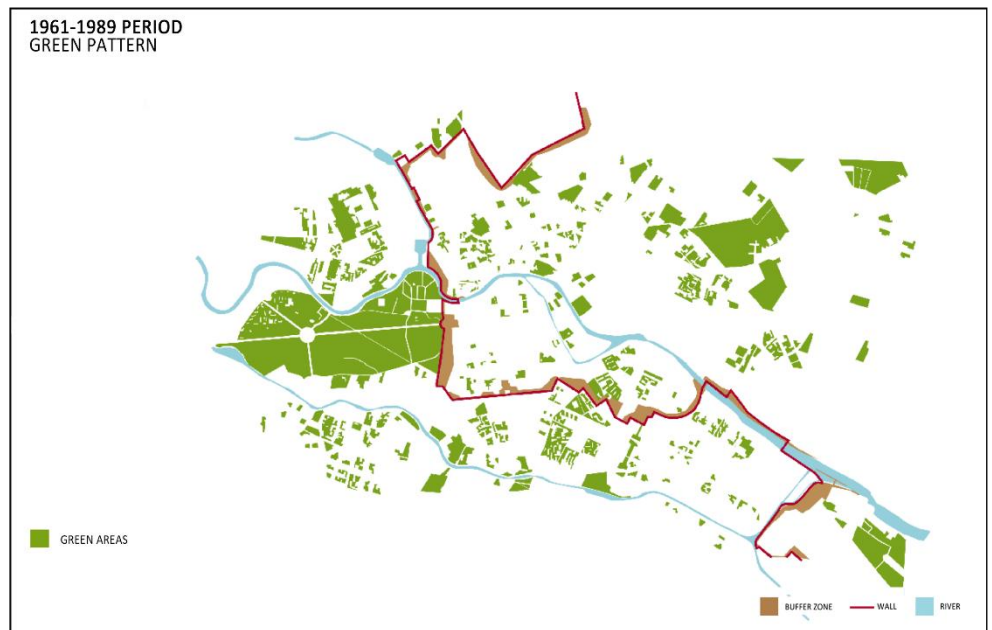 1961-1989 PERIOD
GREEN PATTERN
GREEN AREAS
BUFFER ZONE
WALL
RIVER